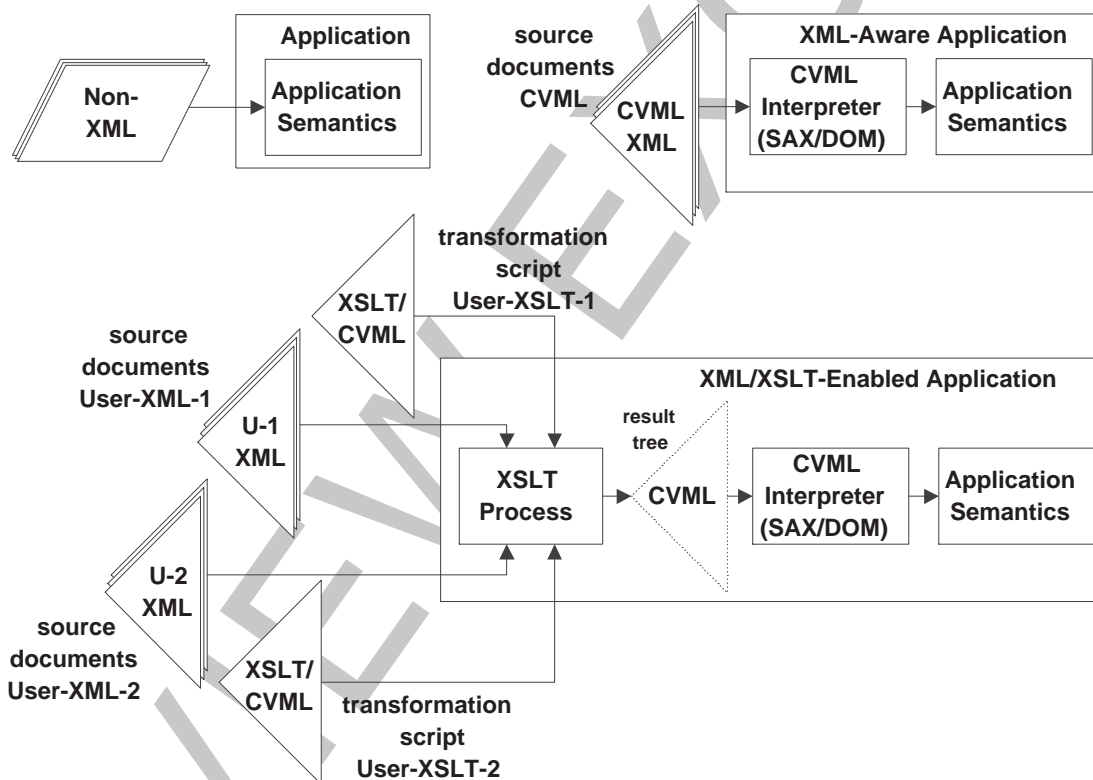 Application
Non-
XML
Application
Semantics
source
documents
CVML
CVML
XML
XML-Aware Application
CVML
Interpreter
(SAX/DOM)
Application
Semantics
transformation
script
User-XSLT-1
XSLT/
CVML
source
documents
User-XML-1
U-1
XML
XML/XSLT-Enabled Application
result
tree
XSLT
Process
CVML
CVML
Interpreter
(SAX/DOM)
Application
Semantics
U-2
XML
source
documents
User-XML-2
XSLT/
CVML
transformation
script
User-XSLT-2